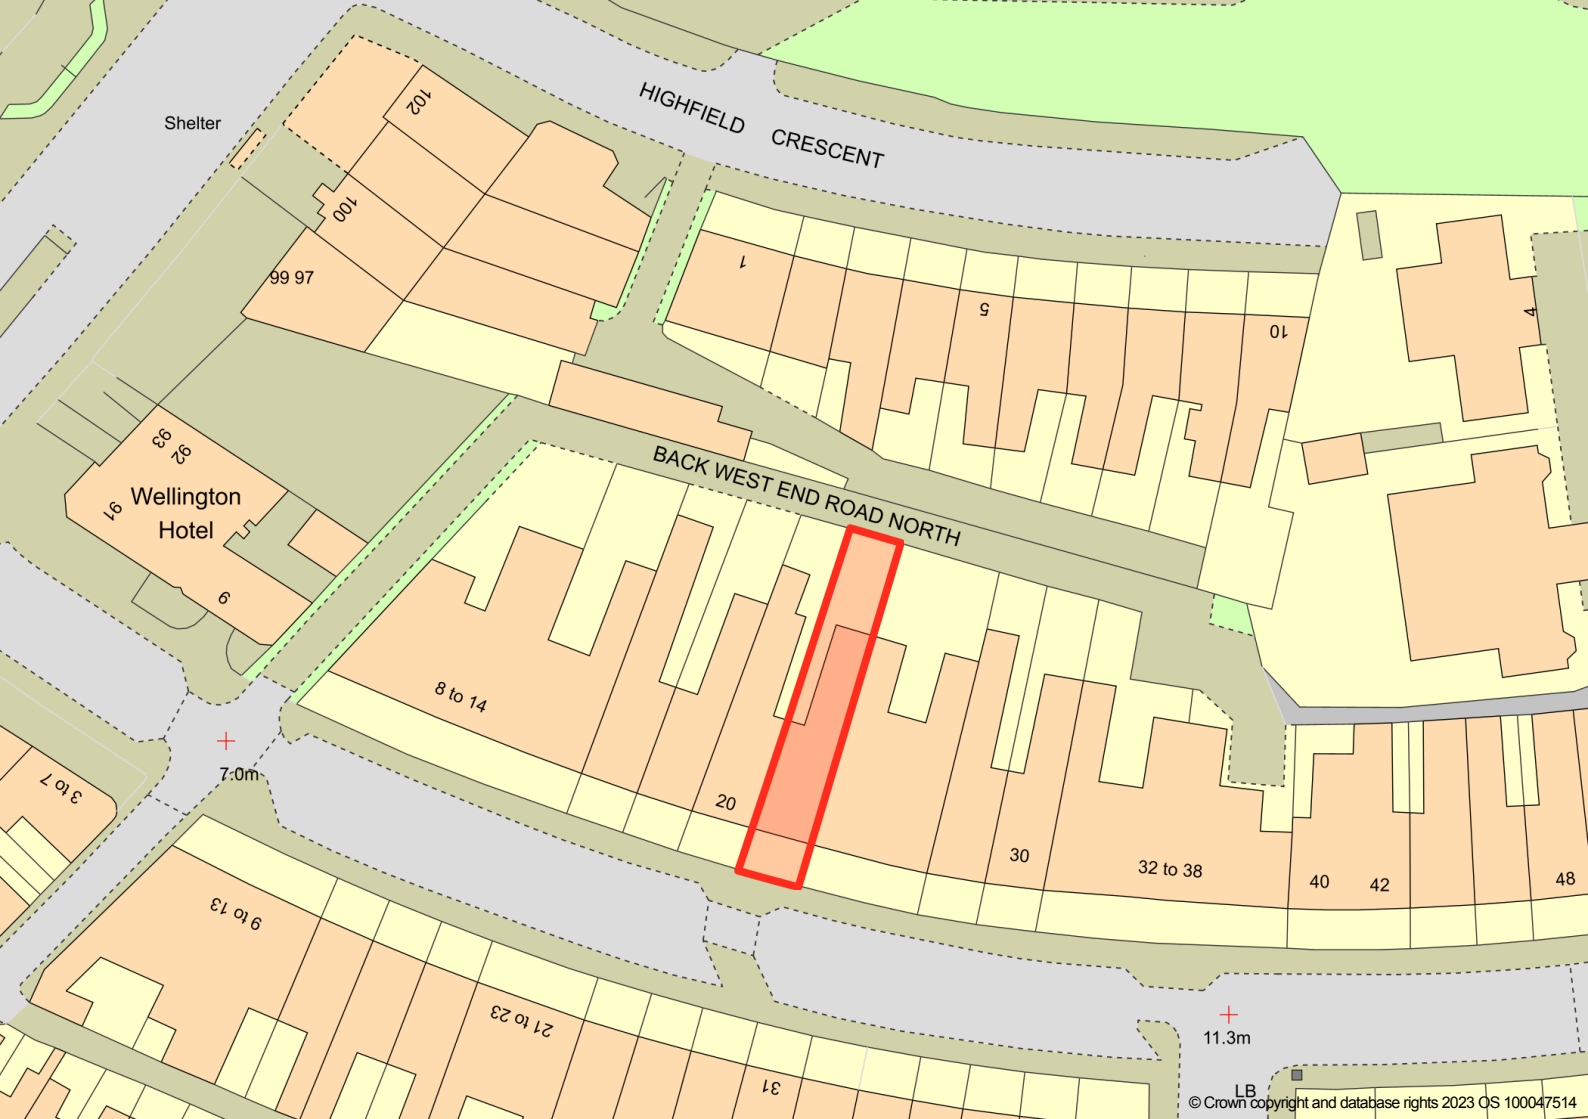 HIGHFIELD CRESCENT
Shelter
102
100
99 97
1
5
10
4
93
92
91
Wellington
Hotel
6
BACK WEST END ROAD NORTH
8 to 14
20
30
32 to 38
40
42
48
7.0m
3 to 7
9 to 13
21 to 23
31
11.3m
LB
© Crown copyright and database rights 2023 OS 100047514